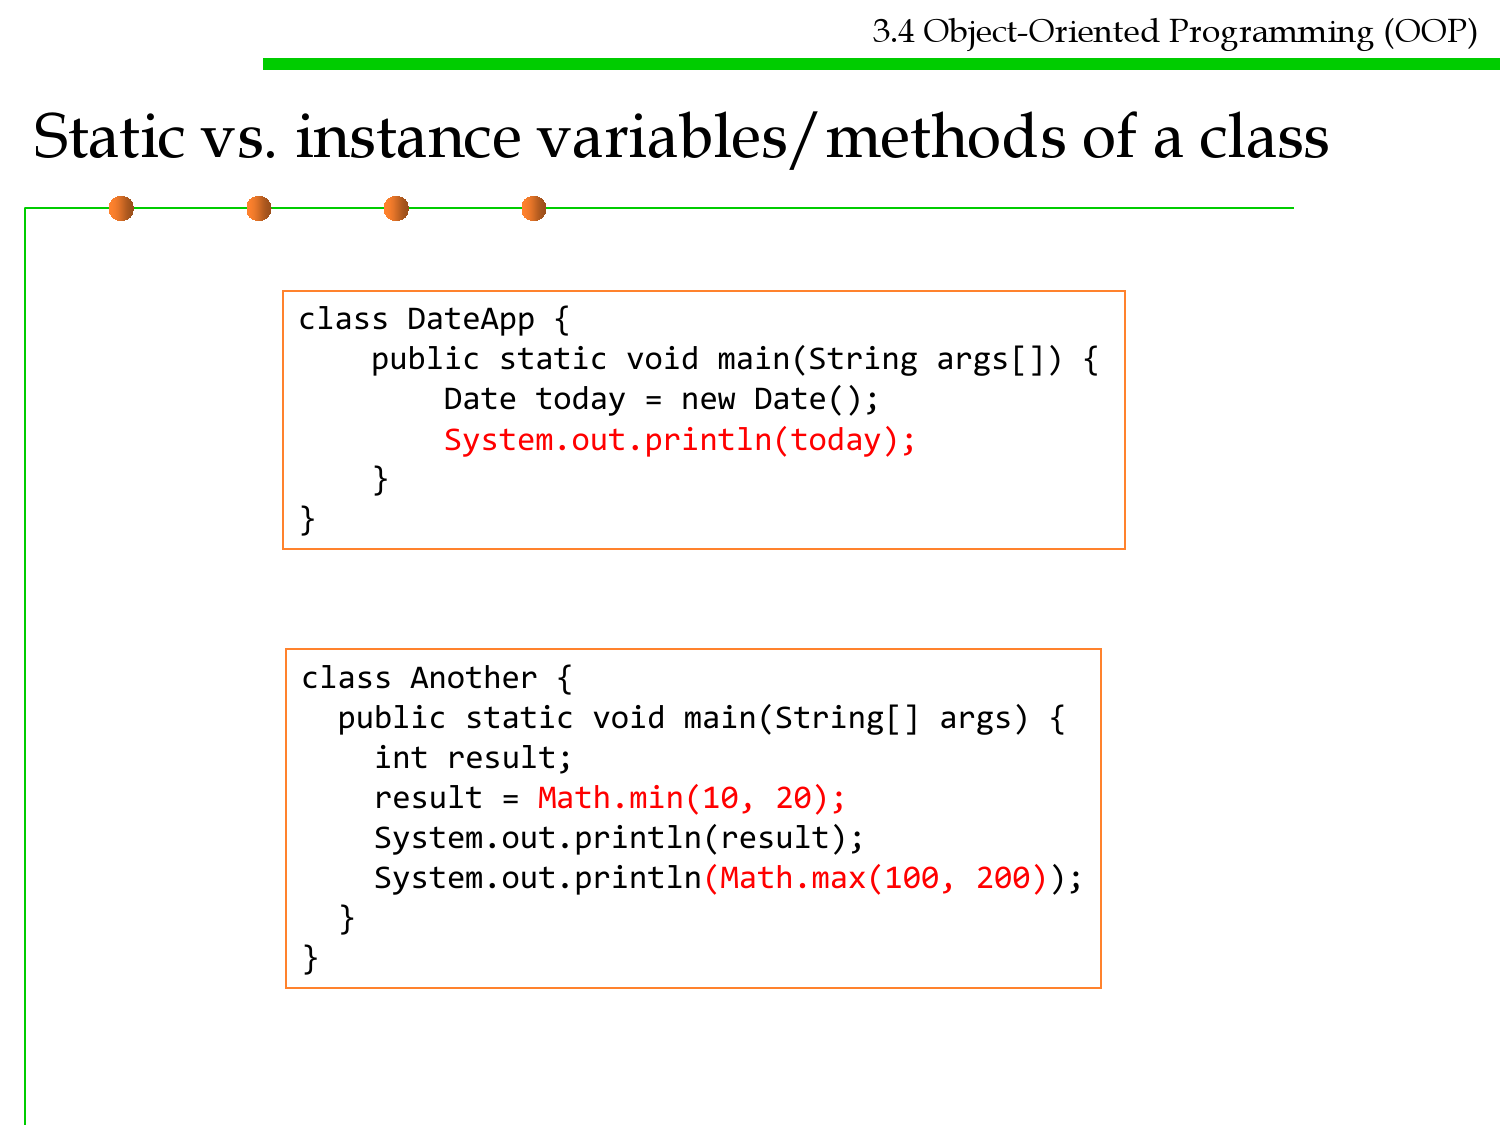 3.4 Object-Oriented Programming (OOP)
Static vs. instance variables/methods of a class
class DateApp {
    public static void main(String args[]) {
        Date today = new Date();
        System.out.println(today);
    }
}
class Another {
  public static void main(String[] args) {
    int result;
    result = Math.min(10, 20);
    System.out.println(result);
    System.out.println(Math.max(100, 200));
  }
}